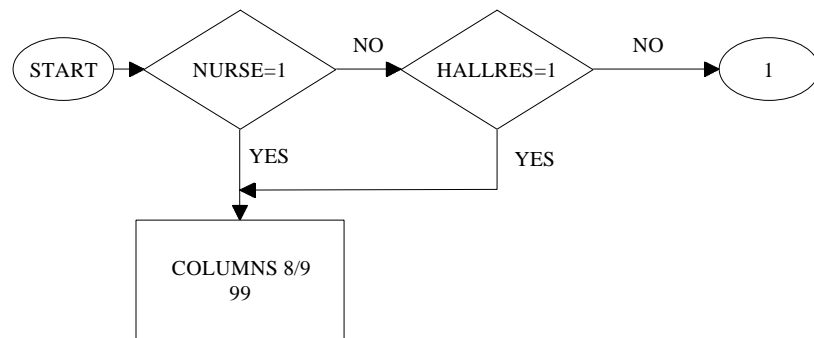 START
NURSE=1
NO
HALLRES=1
NO
1
YES
YES
COLUMNS 8/9
99